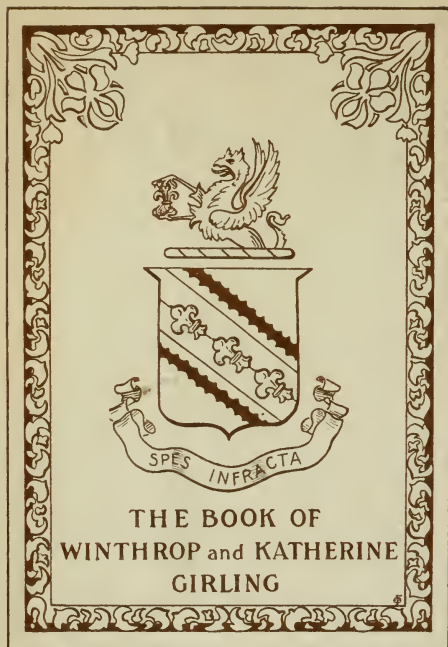 SPES INFRACTA
THE BOOK OF
WINTHROP and KATHERINE
GIRLING